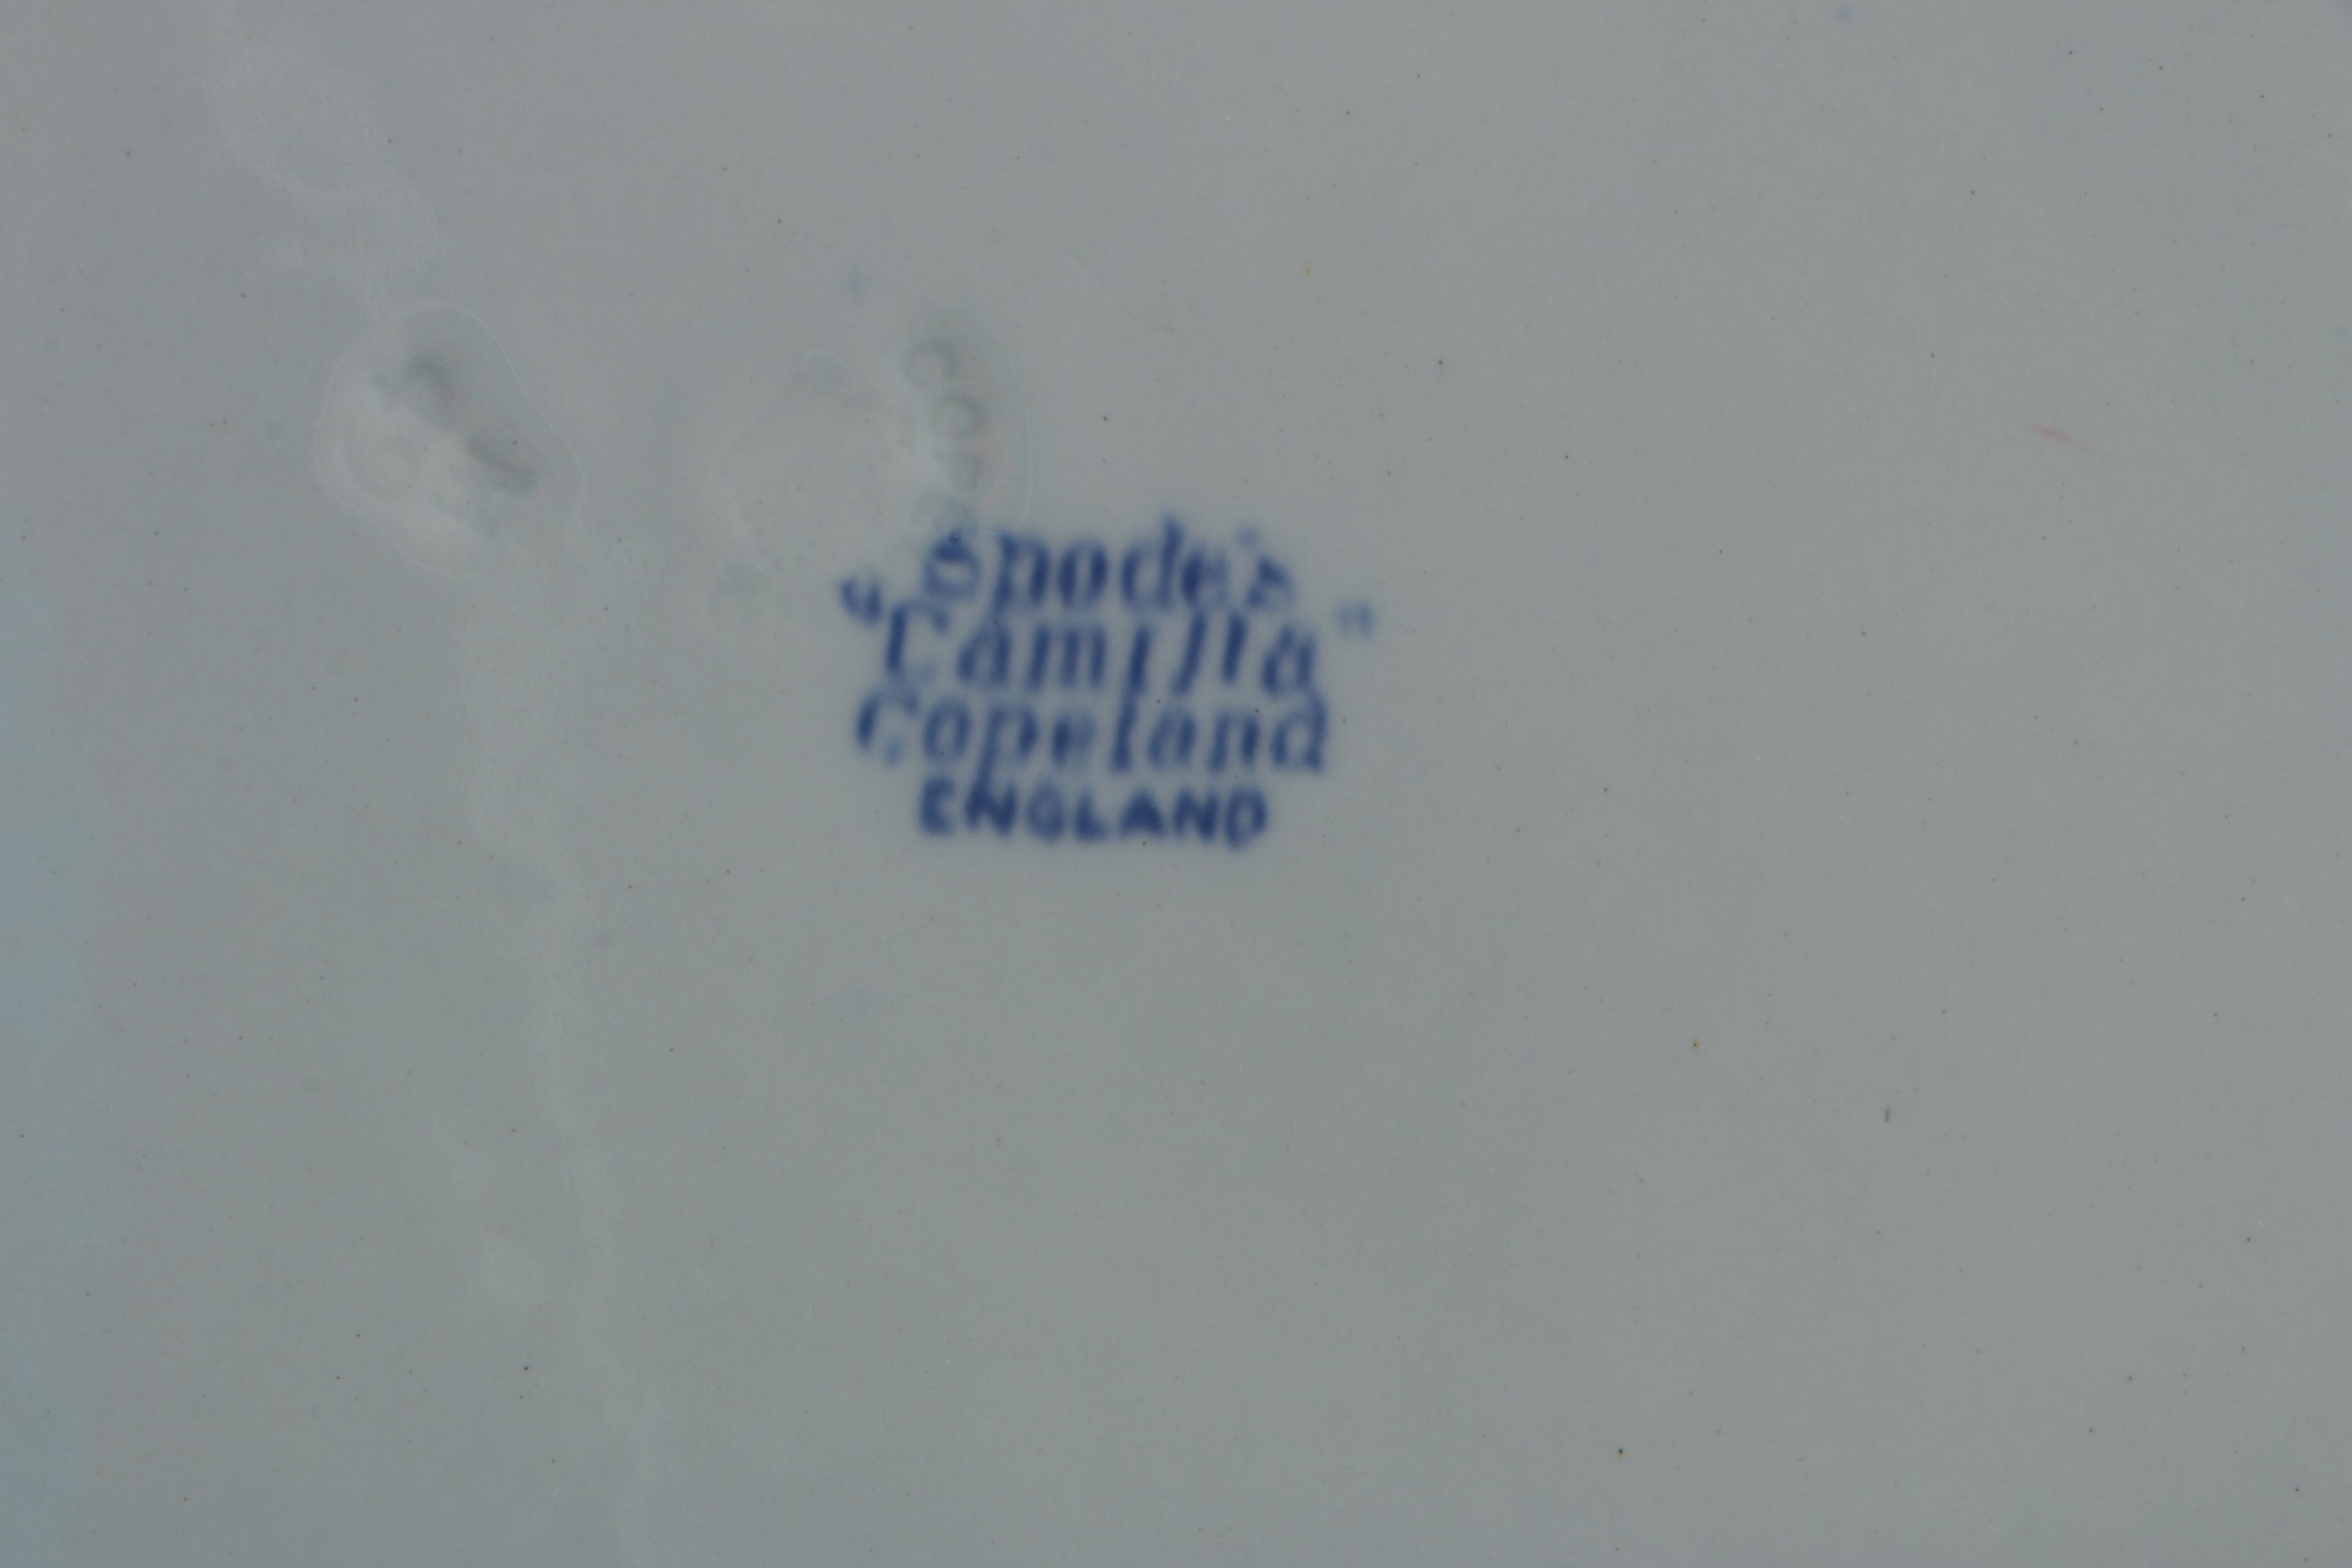 Spode's
"Camilla"
Copeland
ENGLAND